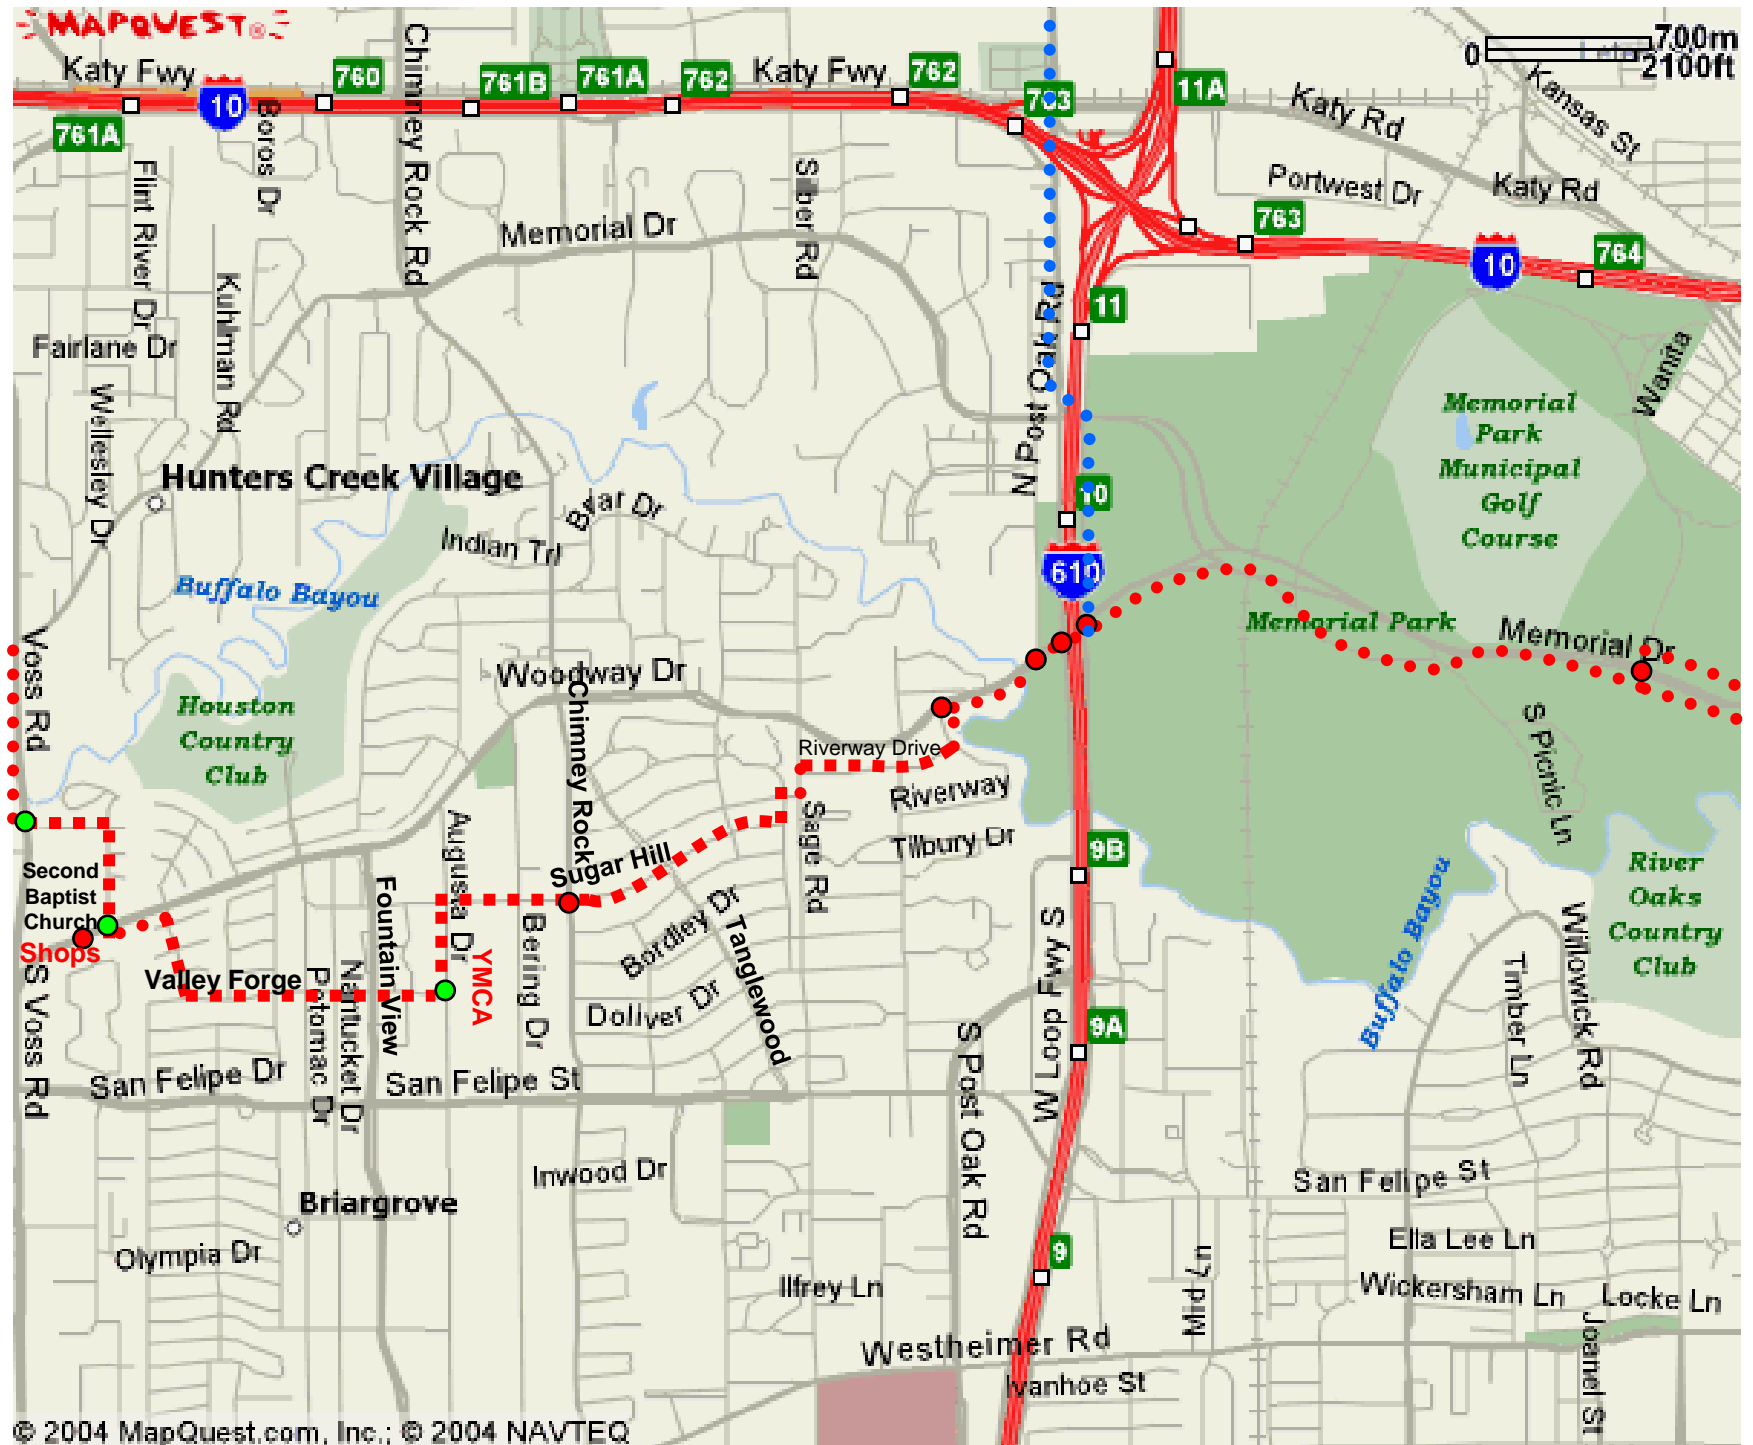 MAPQUEST®
0
700m
2100ft
Katy Fwy
10
760
Chimney Rock Rd
761B
761A
762
Katy Fwy
762
11A
Katy Rd
Kansas St
761A
Boros Dr
Flint River Dr
Silber Rd
Portwest Dr
Katy Rd
Memorial Dr
763
10
764
Kuhlman Rd
11
N Post Oak Rd
Fairlane Dr
Wellesley Dr
Wanita
Memorial
Park
Municipal
Golf
Course
Hunters Creek Village
Briar Dr
10
Indian Trl
Buffalo Bayou
610
Memorial Park
Memorial Dr
Voss Rd
Woodway Dr
Houston
Country
Club
Chimney Rock
Riverway Drive
Riverway
S Picnic Ln
Sage Rd
Tilbury Dr
9B
Augusta Dr
Sugar Hill
Second
Baptist
Church
Shops
Fountain View
Buffalo Bayou
River
Oaks
Country
Club
Bordley Dr
Tanglewood
Bering Dr
YMCA
Valley Forge
Potomac Dr
Nantucket Dr
Dolliver Dr
W Loop Fwy S
Willowick Rd
Timber Ln
S Voss Rd
9A
S Post Oak Rd
San Felipe Dr
San Felipe St
Inwood Dr
San Felipe St
Briargrove
Olympia Dr
9
Mid Ln
Ella Lee Ln
Ilfrey Ln
Wickersham Ln
Locke Ln
Westheimer Rd
Joanel St
Ivanhoe St
© 2004 MapQuest.com, Inc.; © 2004 NAVTEQ